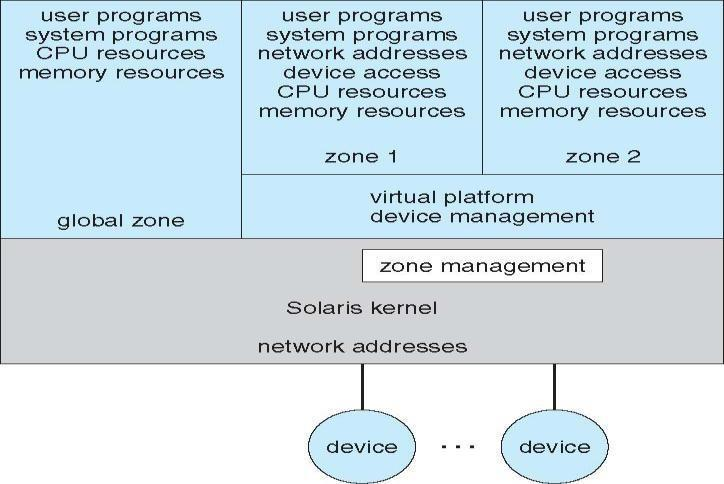 user programs
system programs
CPU resources
memory resources
global zone
user programs
system programs
network addresses
device access
CPU resources
memory resources
zone 1
user programs
system programs
network addresses
device access
CPU resources
memory resources
zone 2
virtual platform
device management
zone management
Solaris kernel
network addresses
device
...
device